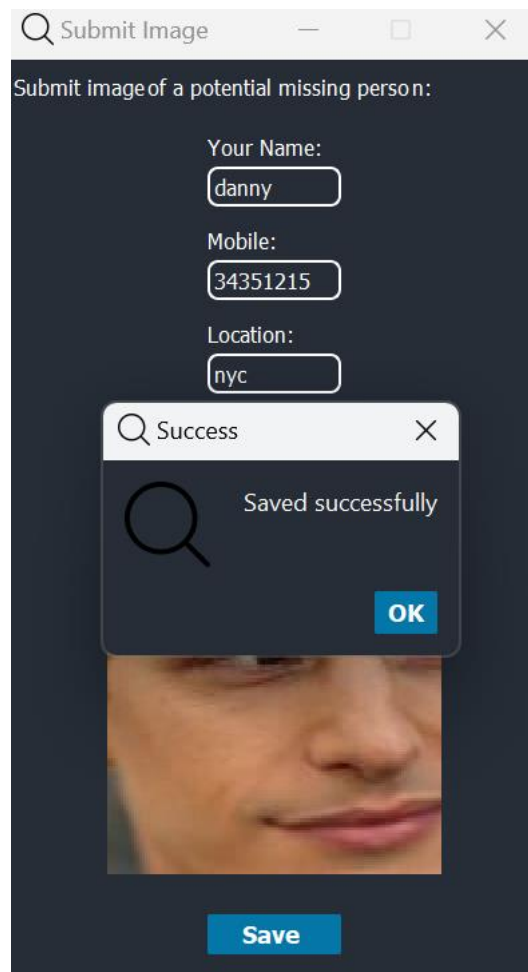 Submit Image
Submit image of a potential missing person:
Your Name:
danny
Mobile:
34351215
Location:
nyc
Success
Saved successfully
OK
Save